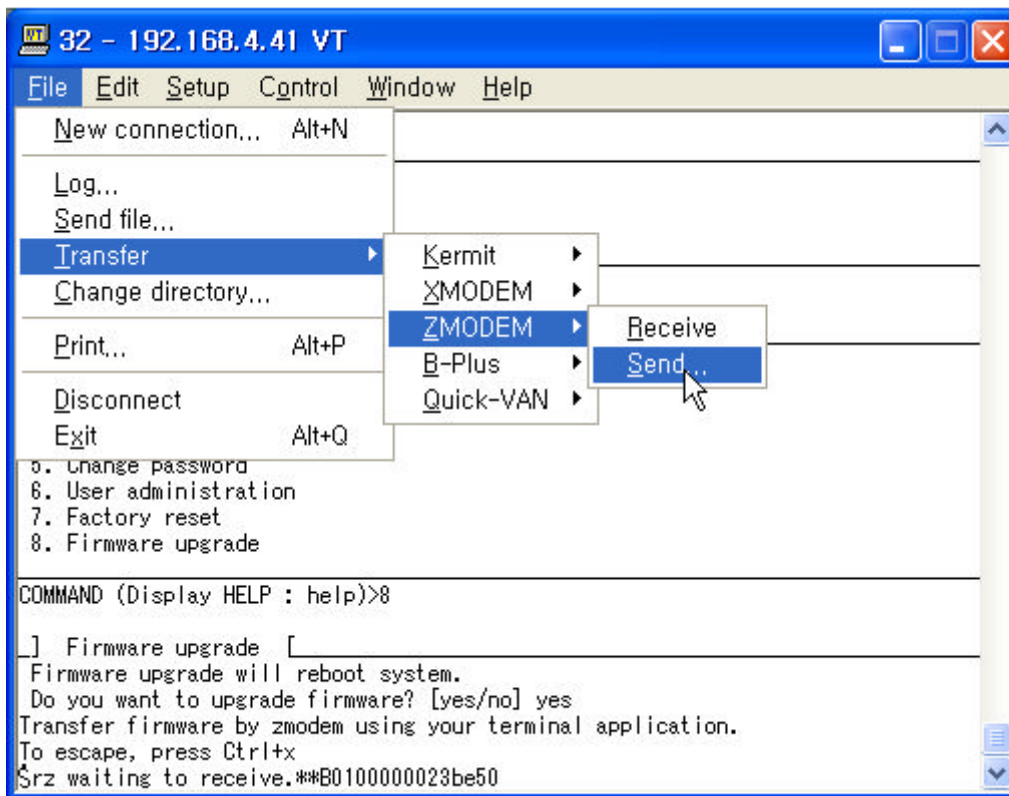 32 - 192.168.4.41 VT
File Edit Setup Control Window Help
New connection... Alt+N
Log...
Send file...
Transfer
Change directory...
Print... Alt+P
Disconnect
Exit Alt+Q
Kermit
XMODEM
ZMODEM
B-Plus
Quick-VAN
Receive
Send...
5. Change password
6. User administration
7. Factory reset
8. Firmware upgrade
COMMAND (Display HELP : help)>8
_] Firmware upgrade [
Firmware upgrade will reboot system.
Do you want to upgrade firmware? [yes/no] yes
Transfer firmware by zmodem using your terminal application.
To escape, press Ctrl+x
Srz waiting to receive.**B0100000023be50